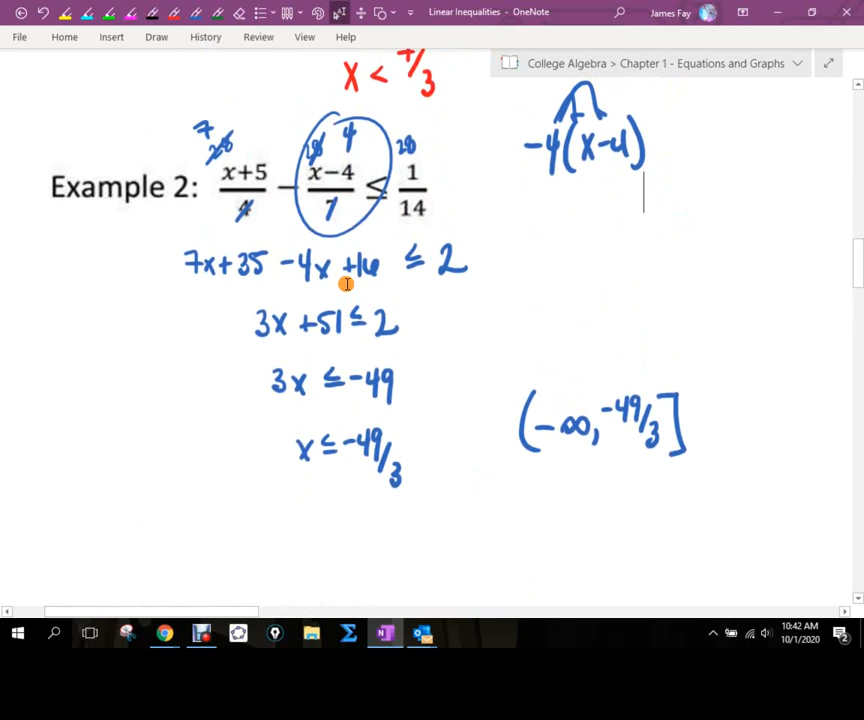 Linear Inequalities - OneNote
James Fay
File Home Insert Draw History Review View Help
College Algebra > Chapter 1 - Equations and Graphs
x < 7/3
-4(x-4)
7 28 28 4 28
Example 2: x+5/4 − x−4/7 ≤ 1/14
7x+35 -4x +16 ≤ 2
3x +51 ≤ 2
3x ≤ -49
x ≤ -49/3
(-∞, -49/3]
10:42 AM
10/1/2020
2